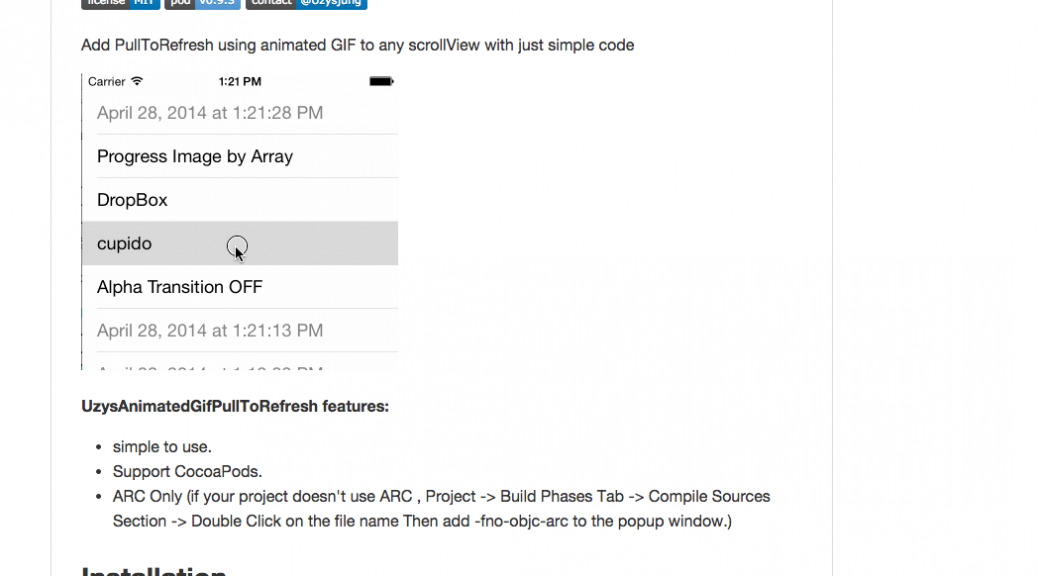 license MIT pod v0.9.3 contact @Uzysjung
Add PullToRefresh using animated GIF to any scrollView with just simple code
Carrier 1:21 PM
April 28, 2014 at 1:21:28 PM
Progress Image by Array
DropBox
cupido
Alpha Transition OFF
April 28, 2014 at 1:21:13 PM
UzysAnimatedGifPullToRefresh features:
• simple to use.
• Support CocoaPods.
• ARC Only (if your project doesn't use ARC , Project -> Build Phases Tab -> Compile Sources
Section -> Double Click on the file name Then add -fno-objc-arc to the popup window.)
Installation